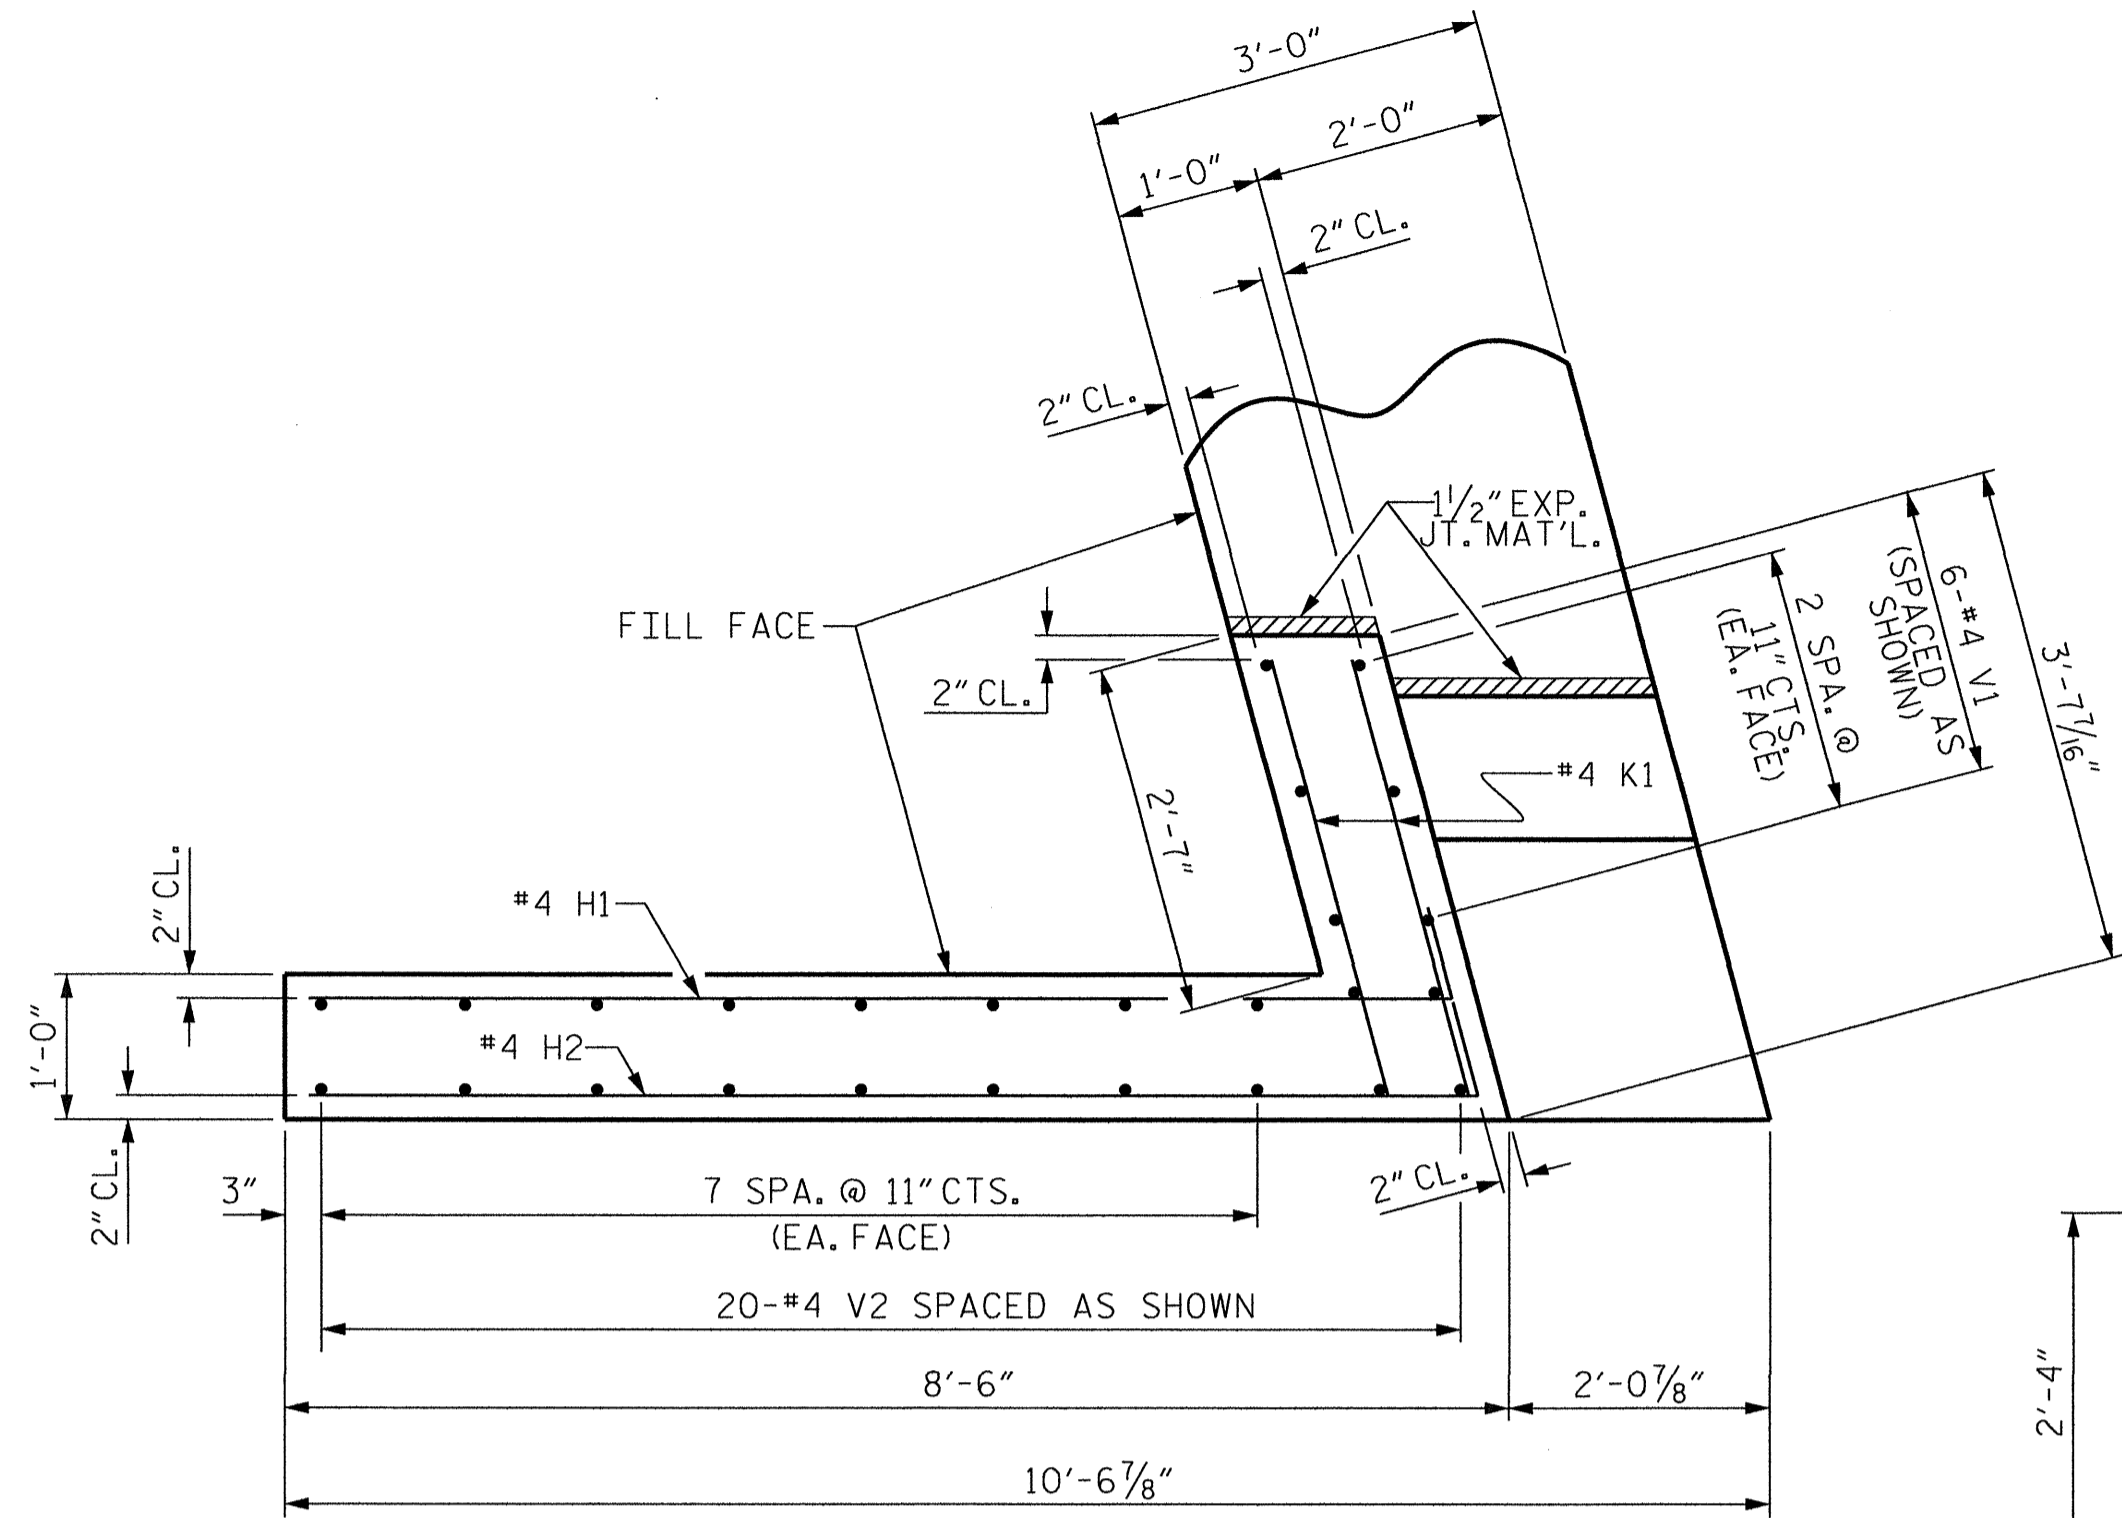 3'-0"
2'-0"
1'-0"
2" CL.
2" CL.
1½" EXP.
JT. MAT'L.
FILL FACE
2" CL.
6-#4 V1
(SPACED AS
SHOWN)
2 SPA. @
11" CTS.
(EA. FACE)
3'-7 7/16"
#4 K1
2'-7"
2" CL.
#4 H1
1'-0"
#4 H2
2" CL.
3"
7 SPA. @ 11" CTS.
(EA. FACE)
2" CL.
20-#4 V2 SPACED AS SHOWN
8'-6"
2'-0⅞"
2'-4"
10'-6⅞"